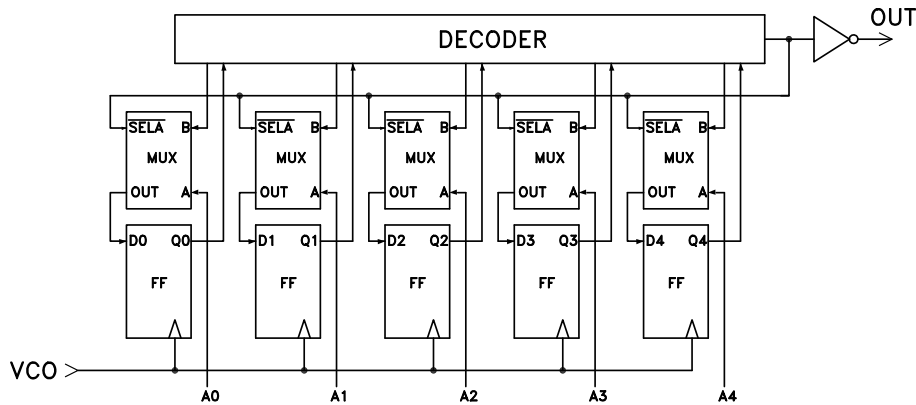 OUT
DECODER
SELA B SELA B SELA B SELA B SELA B
MUX MUX MUX MUX MUX
OUT A OUT A OUT A OUT A OUT A
D0 Q0 D1 Q1 D2 Q2 D3 Q3 D4 Q4
FF FF FF FF FF
VCO
A0 A1 A2 A3 A4